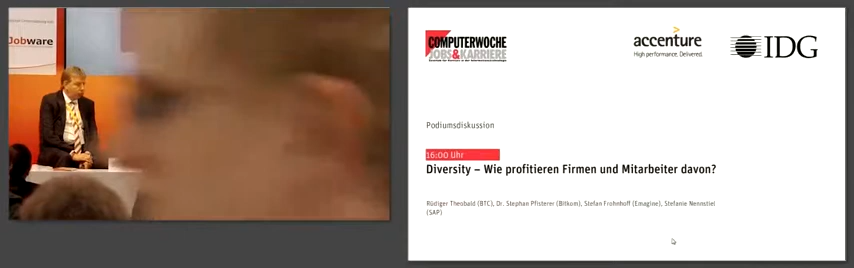 Jobware
COMPUTERWOCHE
JOBS&KARRIERE
accenture
High performance. Delivered.
IDG
Podiumsdiskussion
16:00 Uhr
Diversity – Wie profitieren Firmen und Mitarbeiter davon?
Rüdiger Theobald (BTC), Dr. Stephan Pfisterer (Bitkom), Stefan Frohnhoff (Emagine), Stefanie Nennstiel
(SAP)